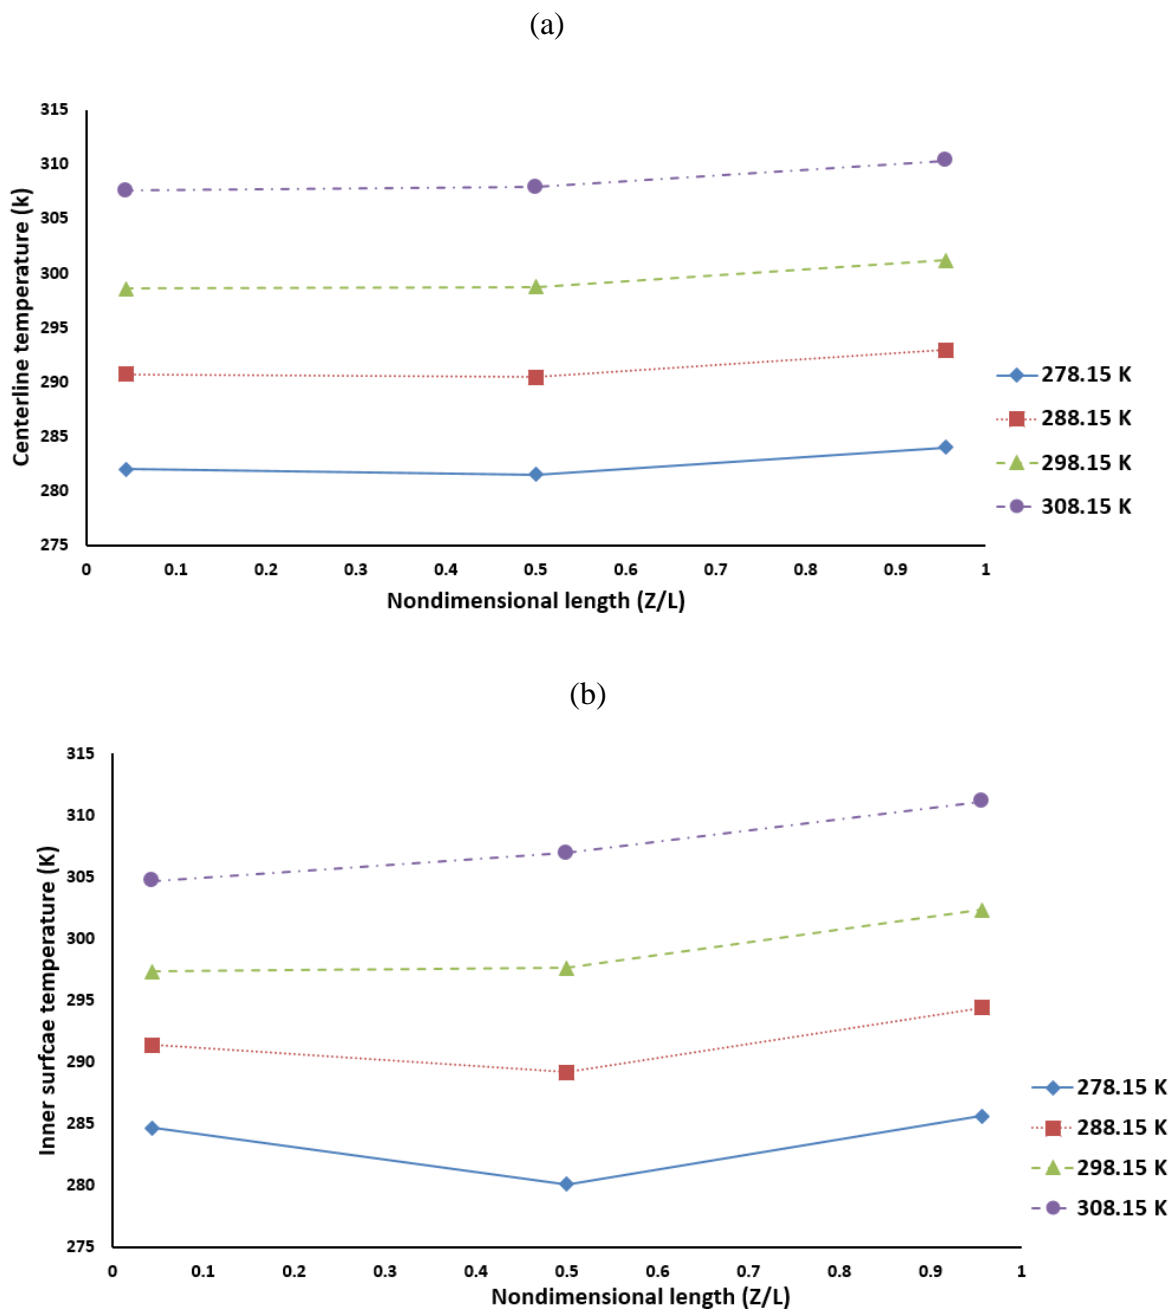 (a)
315
310
305
300
295
290
285
280
275
Centerline temperature (k)
0 0.1 0.2 0.3 0.4 0.5 0.6 0.7 0.8 0.9 1
Nondimensional length (Z/L)
278.15 K
288.15 K
298.15 K
308.15 K
(b)
315
310
305
300
295
290
285
280
275
Inner surfcae temperature (K)
0 0.1 0.2 0.3 0.4 0.5 0.6 0.7 0.8 0.9 1
Nondimensional length (Z/L)
278.15 K
288.15 K
298.15 K
308.15 K